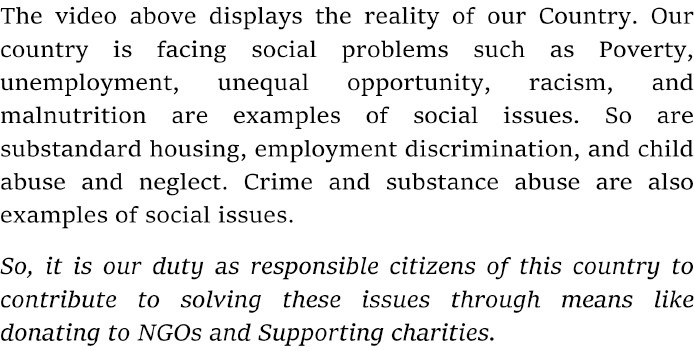 The video above displays the reality of our Country. Our
country is facing social problems such as Poverty,
unemployment, unequal opportunity, racism, and
malnutrition are examples of social issues. So are
substandard housing, employment discrimination, and child
abuse and neglect. Crime and substance abuse are also
examples of social issues.
So, it is our duty as responsible citizens of this country to
contribute to solving these issues through means like
donating to NGOs and Supporting charities.